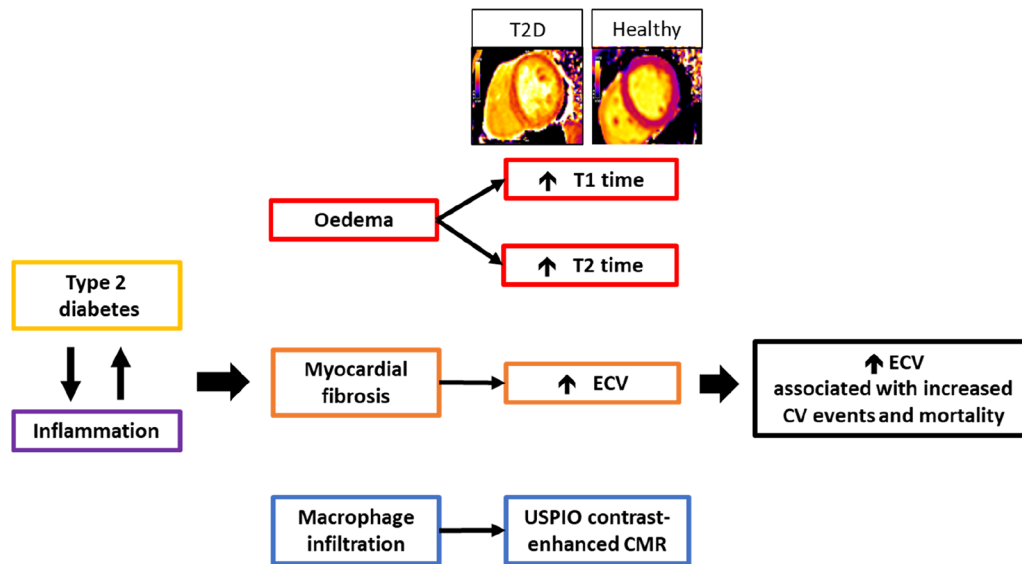 T2D
Healthy
↑ T1 time
Oedema
↑ T2 time
Type 2
diabetes
Myocardial
fibrosis
↑ ECV
↑ ECV
associated with increased
CV events and mortality
Inflammation
Macrophage
infiltration
USPIO contrast-
enhanced CMR